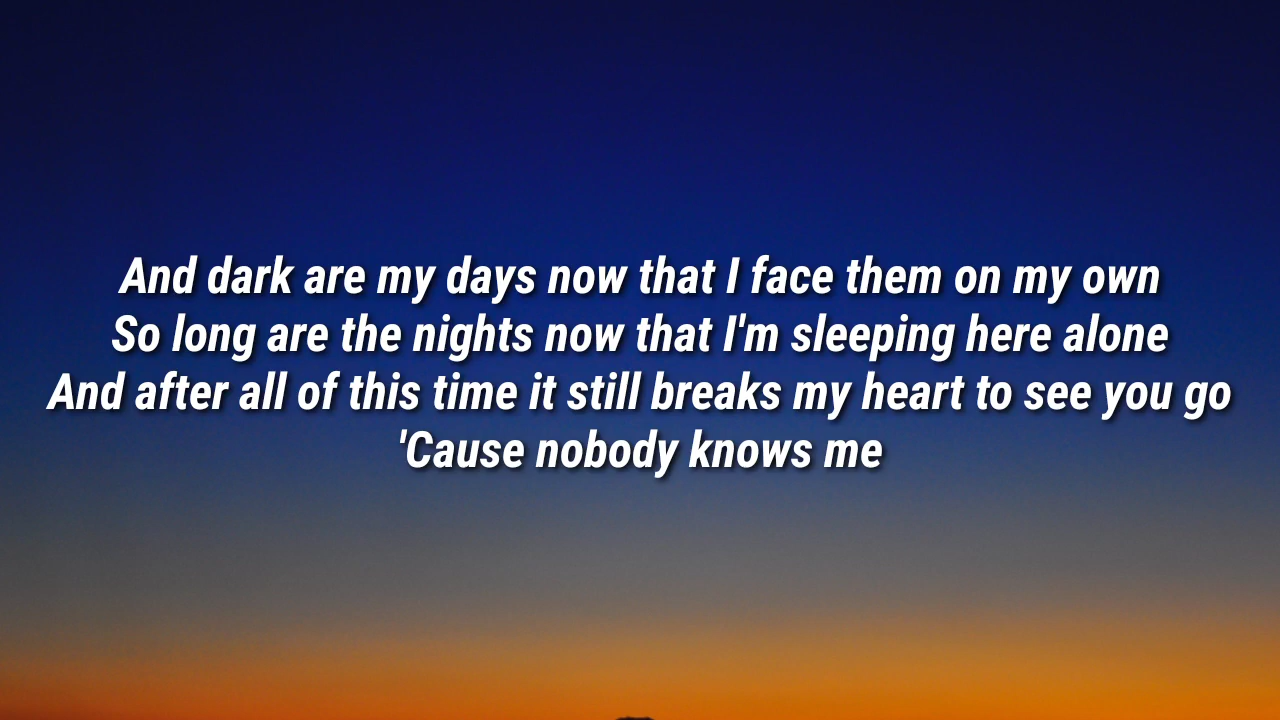 And dark are my days now that I face them on my own
So long are the nights now that I'm sleeping here alone
And after all of this time it still breaks my heart to see you go
'Cause nobody knows me